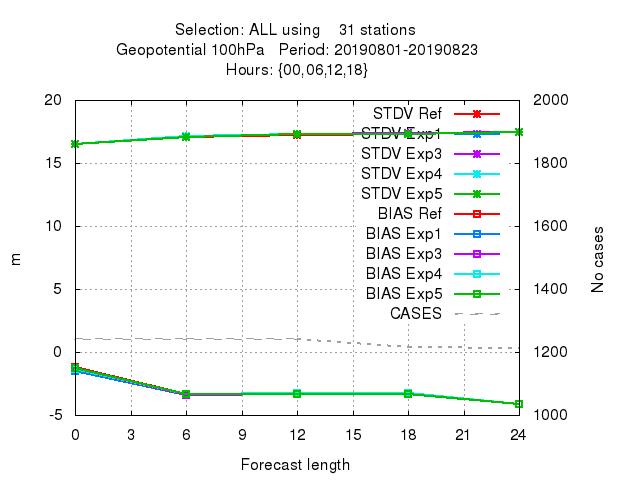 Selection: ALL using    31 stations
Geopotential 100hPa   Period: 20190801-20190823
Hours: {00,06,12,18}
20
15
10
5
0
-5
m
2000
1800
1600
1400
1200
1000
No cases
STDV Ref
STDV Exp1
STDV Exp3
STDV Exp4
STDV Exp5
BIAS Ref
BIAS Exp1
BIAS Exp3
BIAS Exp4
BIAS Exp5
CASES
0 3 6 9 12 15 18 21 24
Forecast length